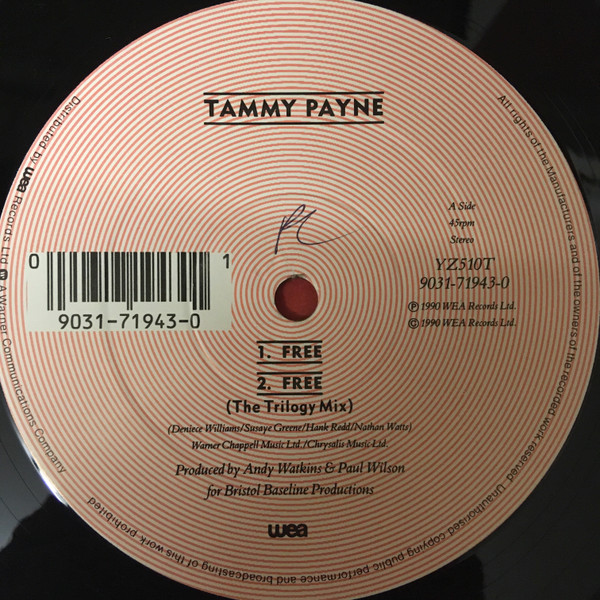 TAMMY PAYNE
A Side
45rpm
Stereo
YZ510T
9031-71943-0
Ⓟ 1990 WEA Records Ltd.
© 1990 WEA Records Ltd.
0 1
9031-71943-0
1. FREE
2. FREE
(The Trilogy Mix)
(Deniece Williams/Susaye Greene/Hank Redd/Nathan Watts)
Warner Chappell Music Ltd./Chrysalis Music Ltd.
Produced by Andy Watkins & Paul Wilson
for Bristol Baseline Productions
wea
Distributed by wea Records Ltd. W A Warner Communications Company
All rights of the Manufacturers and of the owners of the recorded work reserved. Unauthorised copying public performance and broadcasting of this work prohibited